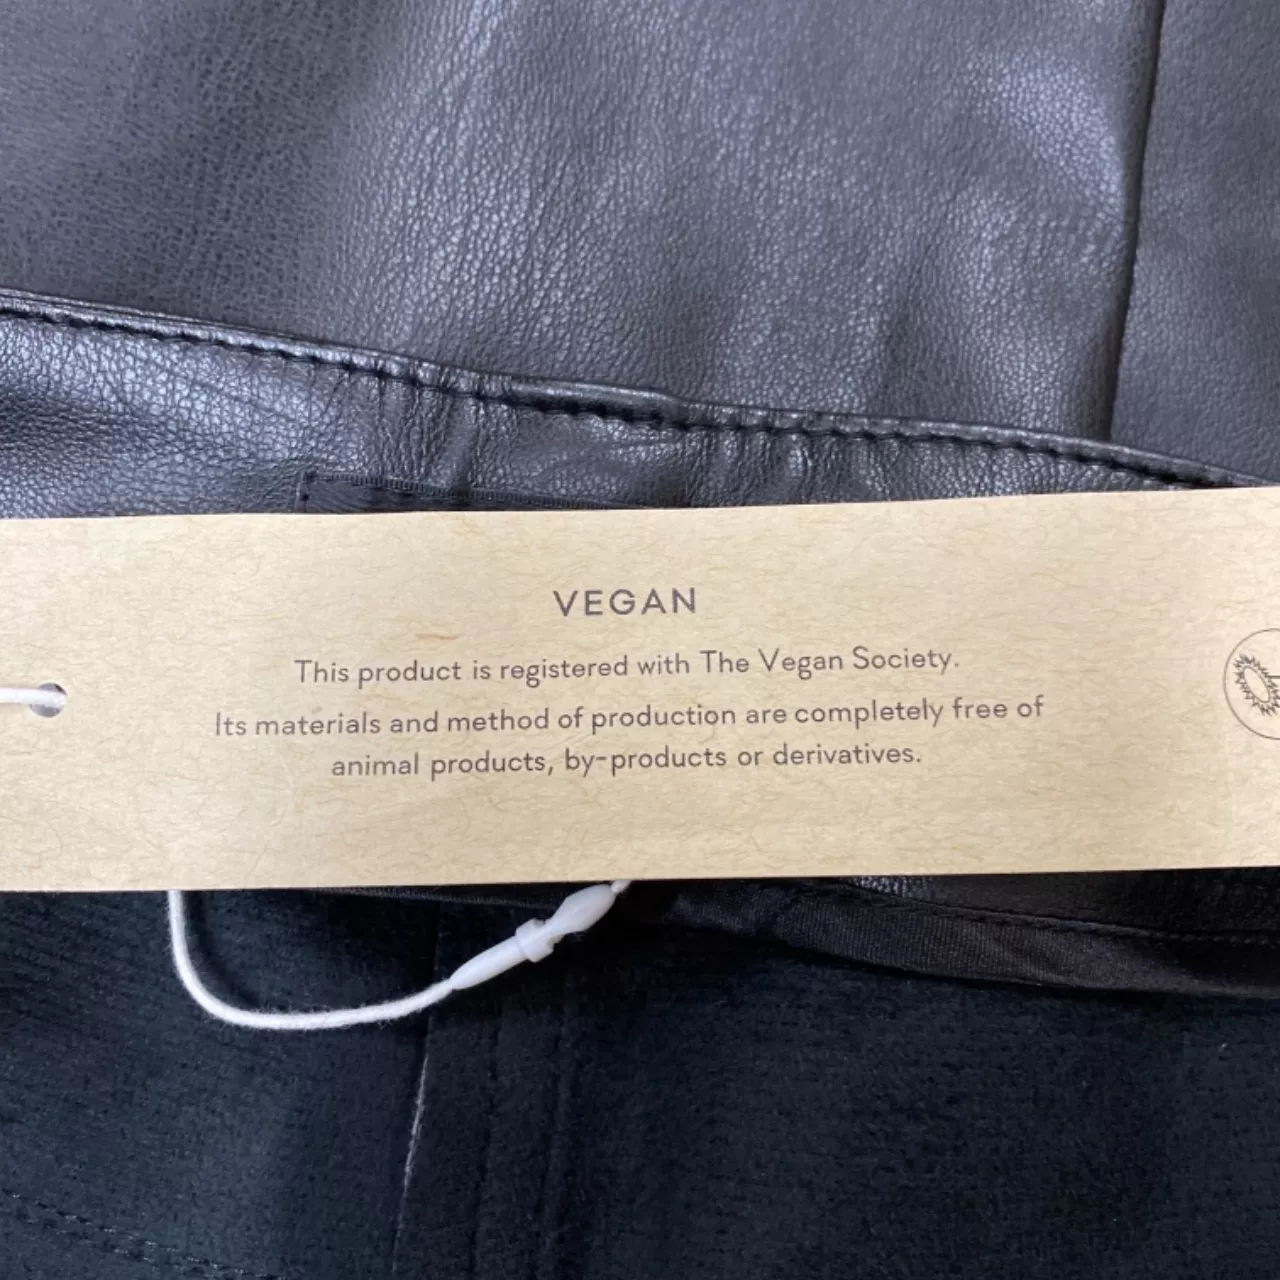 VEGAN
This product is registered with The Vegan Society.
Its materials and method of production are completely free of
animal products, by-products or derivatives.